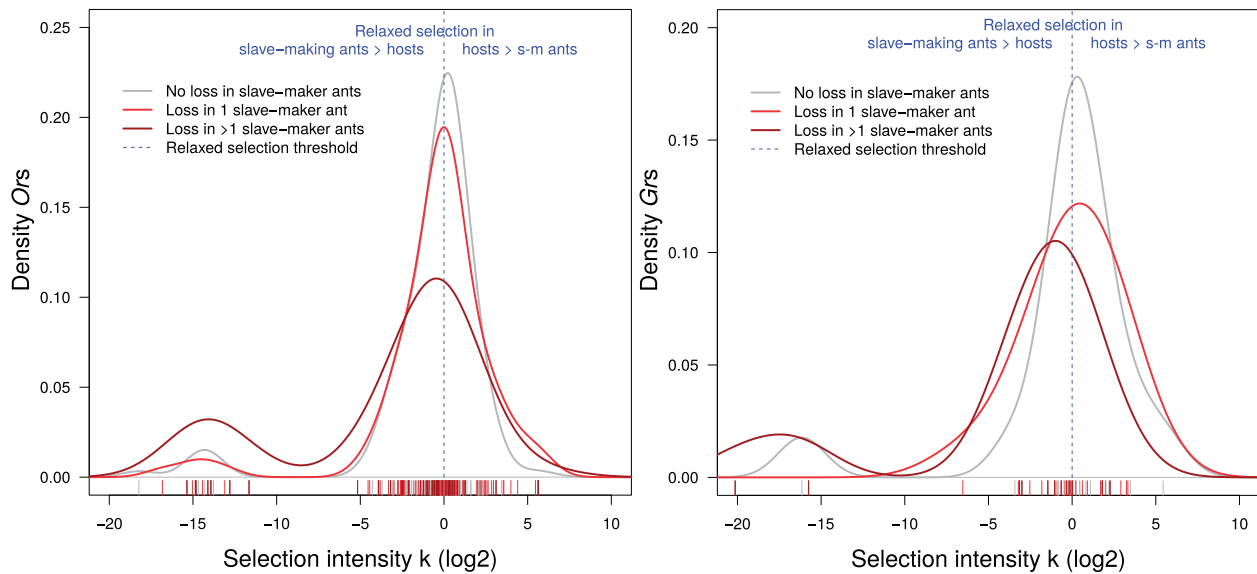 Relaxed selection in
slave−making ants > hosts
hosts > s−m ants
No loss in slave−maker ants
Loss in 1 slave−maker ant
Loss in >1 slave−maker ants
Relaxed selection threshold
Density Ors
0.25
0.20
0.15
0.10
0.05
0.00
−20 −15 −10 −5 0 5 10
Selection intensity k (log2)
Relaxed selection in
slave−making ants > hosts
hosts > s−m ants
No loss in slave−maker ants
Loss in 1 slave−maker ant
Loss in >1 slave−maker ants
Relaxed selection threshold
Density Grs
0.20
0.15
0.10
0.05
0.00
−20 −15 −10 −5 0 5 10
Selection intensity k (log2)